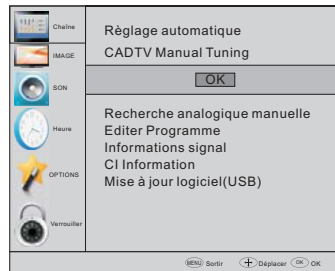 Chaîne
IMAGE
SON
Heure
OPTIONS
Verrouiller
Règlage automatique
CADTV Manual Tuning
OK
Recherche analogique manuelle
Editer Programme
Informations signal
CI Information
Mise à jour logiciel(USB)
MENU Sortir Déplacer OK OK